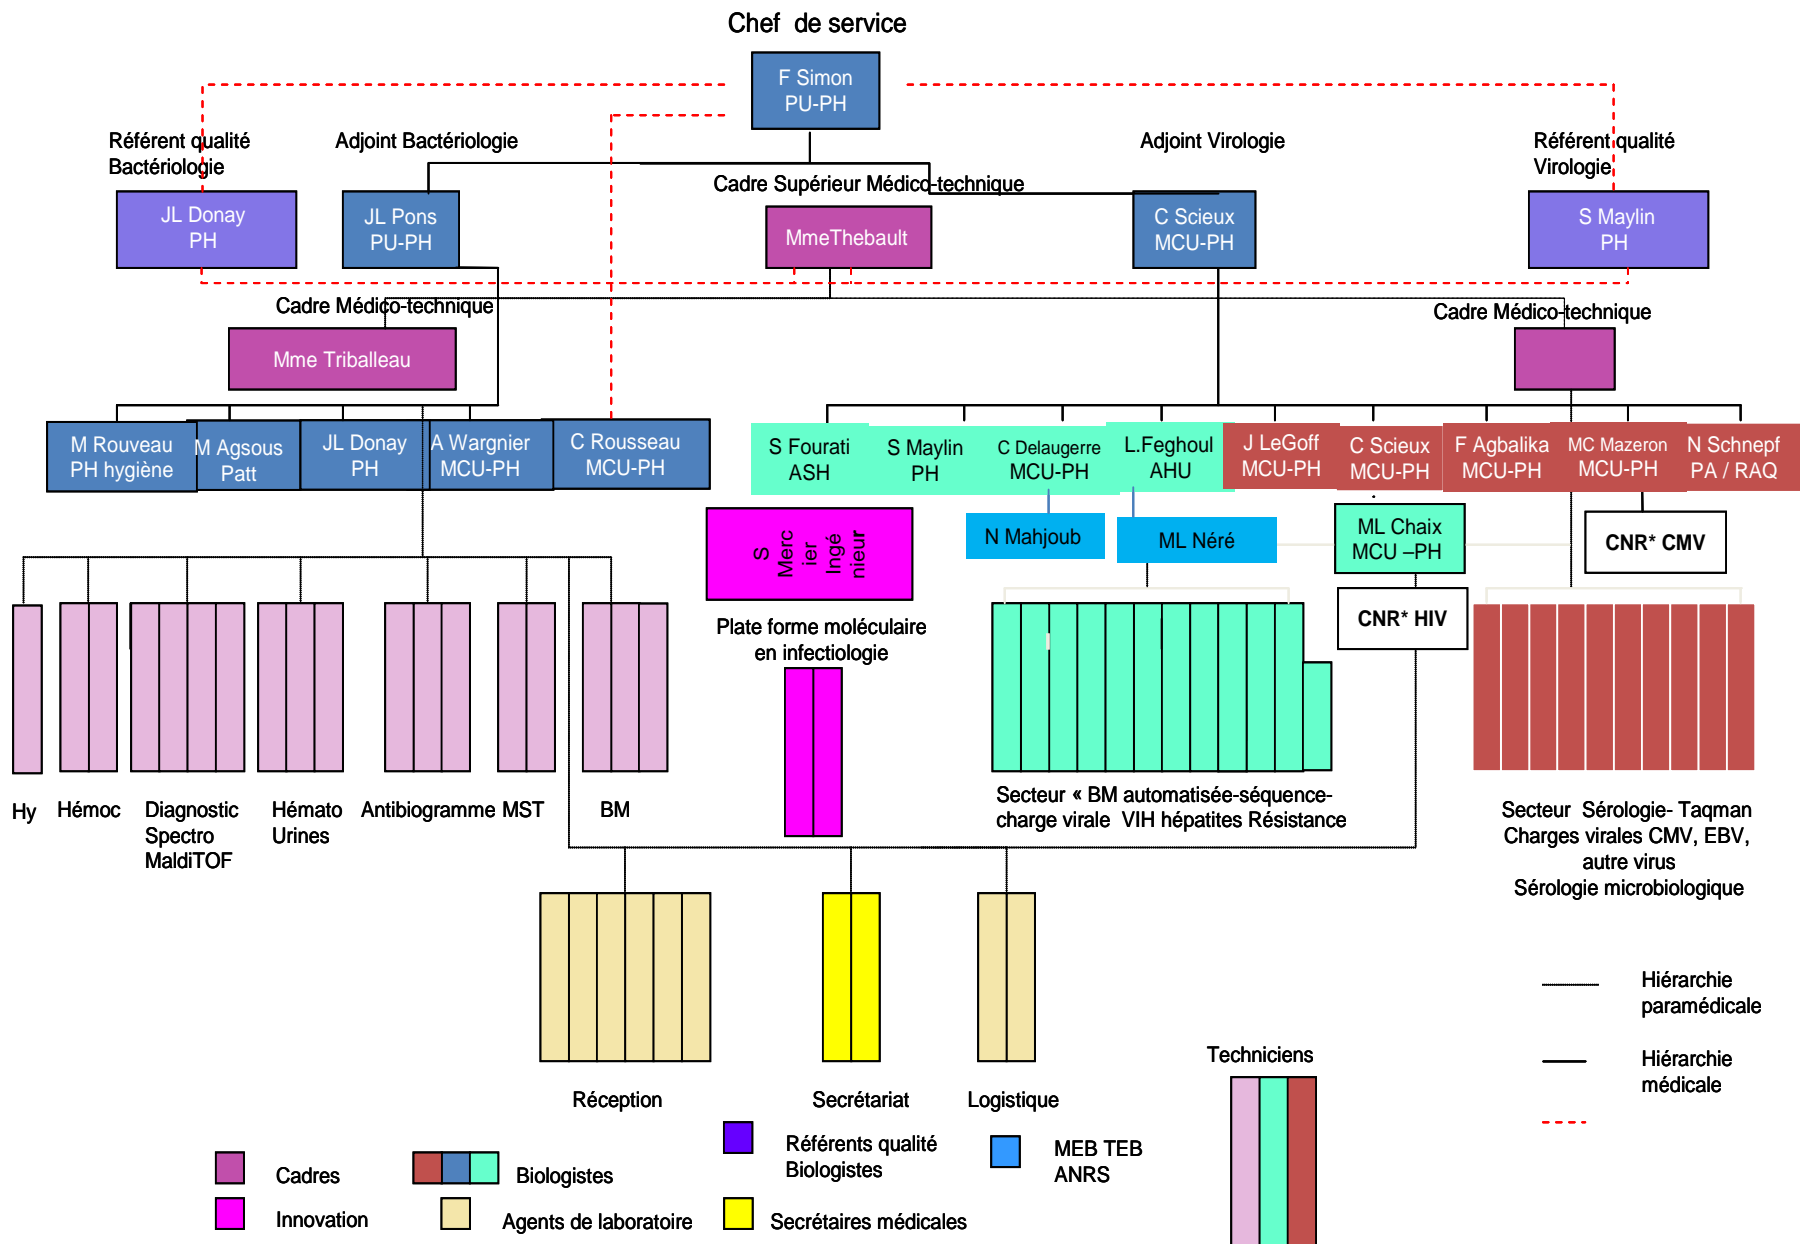 Chef de service
F Simon
PU-PH
Référent qualité
Bactériologie
Adjoint Bactériologie
Adjoint Virologie
Référent qualité
Virologie
Cadre Supérieur Médico-technique
JL Donay
PH
JL Pons
PU-PH
MmeThebault
C Scieux
MCU-PH
S Maylin
PH
Cadre Médico-technique
Cadre Médico-technique
Mme Triballeau
M Rouveau
PH hygiène
M Agsous
Patt
JL Donay
PH
A Wargnier
MCU-PH
C Rousseau
MCU-PH
S Fourati
ASH
S Maylin
PH
C Delaugerre
MCU-PH
L.Feghoul
AHU
J LeGoff
MCU-PH
C Scieux
MCU-PH
F Agbalika
MCU-PH
MC Mazeron
MCU-PH
N Schnepf
PA / RAQ
S
Merc
ier
Ingé
nieur
N Mahjoub
ML Néré
ML Chaix
MCU –PH
CNR* CMV
CNR* HIV
Plate forme moléculaire
en infectiologie
Hy
Hémoc
Diagnostic
Spectro
MaldiTOF
Hémato
Urines
Antibiogramme
MST
BM
Secteur « BM automatisée-séquence-
charge virale VIH hépatites Résistance
Secteur Sérologie- Taqman
Charges virales CMV, EBV,
autre virus
Sérologie microbiologique
Réception
Secrétariat
Logistique
Techniciens
Hiérarchie
paramédicale
Hiérarchie
médicale
Cadres
Biologistes
Référents qualité
Biologistes
MEB TEB
ANRS
Innovation
Agents de laboratoire
Secrétaires médicales